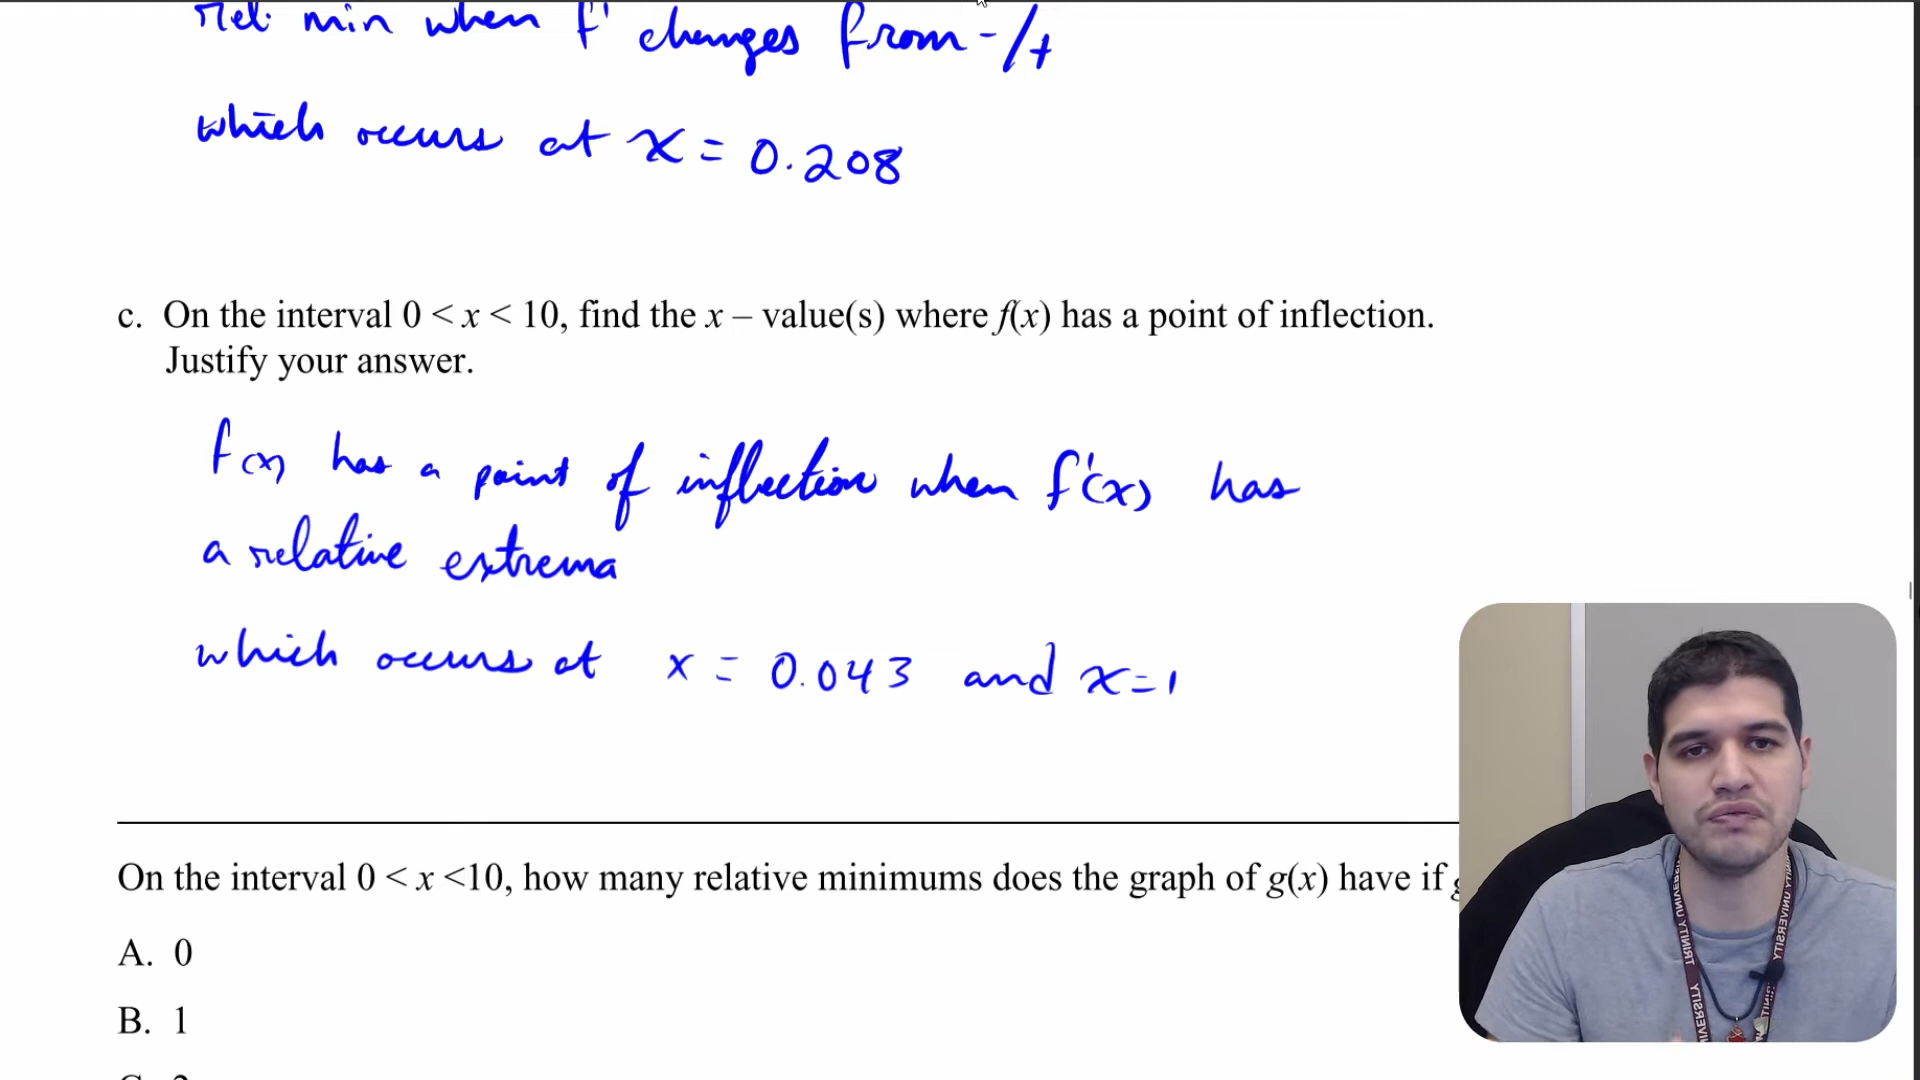 rel. min when f' changes from -/+
which occurs at x = 0.208
c. On the interval 0 < x < 10, find the x – value(s) where f(x) has a point of inflection.
Justify your answer.
f(x) has a point of inflection when f'(x) has
a relative extrema
which occurs at x = 0.043 and x=1
On the interval 0 < x <10, how many relative minimums does the graph of g(x) have if
A. 0
B. 1
TRINITY UNIVERSITY